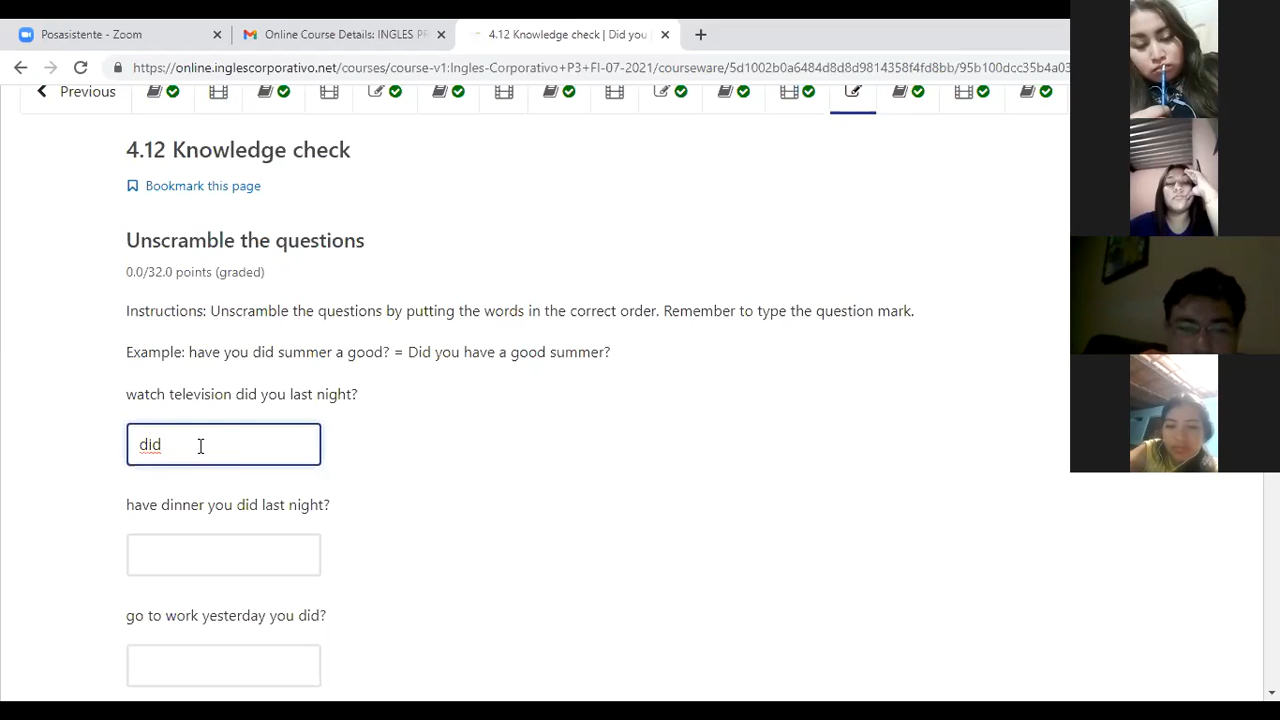 Posasistente - Zoom
Online Course Details: INGLES PR
4.12 Knowledge check | Did you
https://online.inglescorporativo.net/courses/course-v1:Ingles-Corporativo+P3+FI-07-2021/courseware/5d1002b0a6484d8d8d9814358f4fd8bb/95b100dcc35b4a03
Previous
4.12 Knowledge check
Bookmark this page
Unscramble the questions
0.0/32.0 points (graded)
Instructions: Unscramble the questions by putting the words in the correct order. Remember to type the question mark.
Example: have you did summer a good? = Did you have a good summer?
watch television did you last night?
did
have dinner you did last night?
go to work yesterday you did?